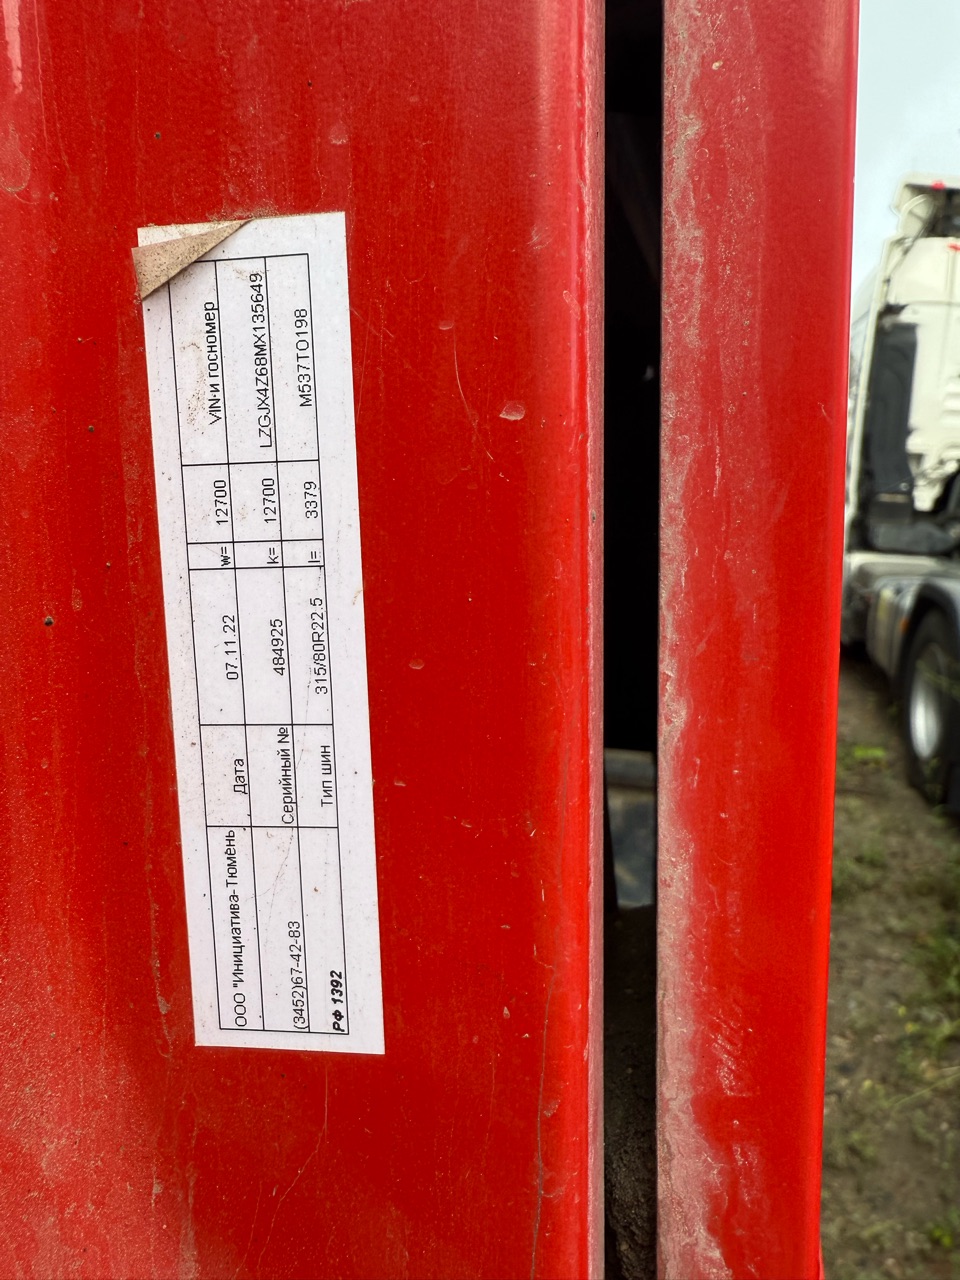 ООО "Инициатива-Тюмень Дата 07.11.22 w= 12700 VIN-и госномер
(3452)67-42-83 Серийный № 484925 k= 12700 LZGJX4Z68MX135649
РФ 1392 Тип шин 315/80R22.5 l= 3379 М537ТО198